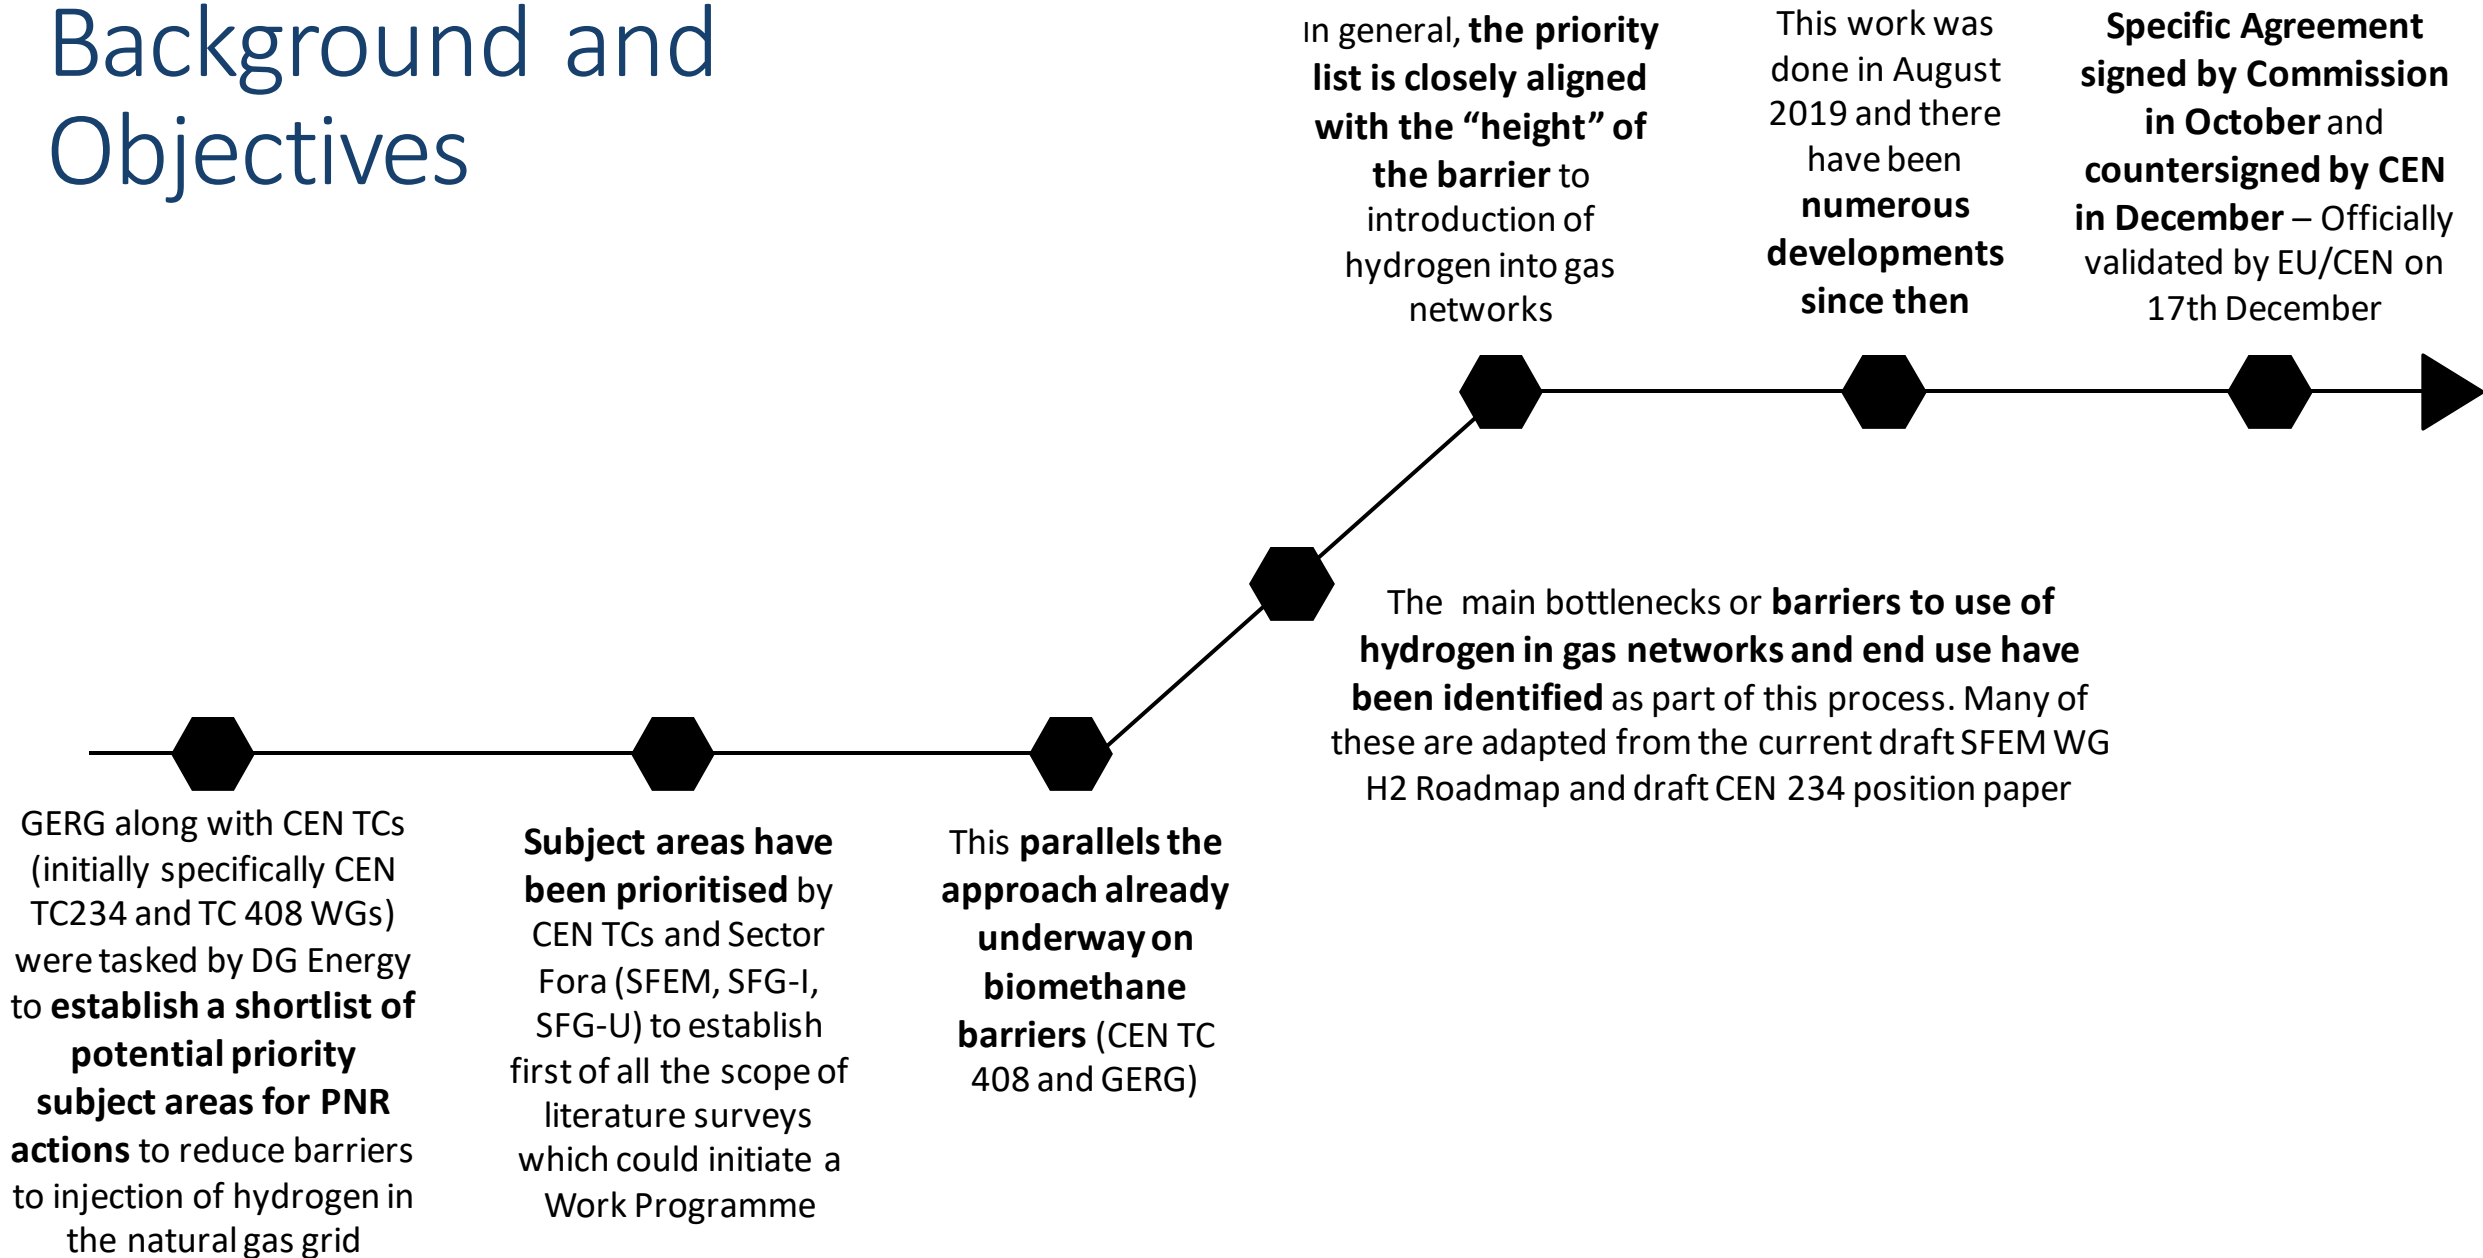 Background and
Objectives
GERG along with CEN TCs
(initially specifically CEN
TC234 and TC 408 WGs)
were tasked by DG Energy
to establish a shortlist of
potential priority
subject areas for PNR
actions to reduce barriers
to injection of hydrogen in
the natural gas grid
Subject areas have
been prioritised by
CEN TCs and Sector
Fora (SFEM, SFG-I,
SFG-U) to establish
first of all the scope of
literature surveys
which could initiate a
Work Programme
This parallels the
approach already
underway on
biomethane
barriers (CEN TC
408 and GERG)
The main bottlenecks or barriers to use of
hydrogen in gas networks and end use have
been identified as part of this process. Many of
these are adapted from the current draft SFEM WG
H2 Roadmap and draft CEN 234 position paper
In general, the priority
list is closely aligned
with the “height” of
the barrier to
introduction of
hydrogen into gas
networks
This work was
done in August
2019 and there
have been
numerous
developments
since then
Specific Agreement
signed by Commission
in October and
countersigned by CEN
in December – Officially
validated by EU/CEN on
17th December